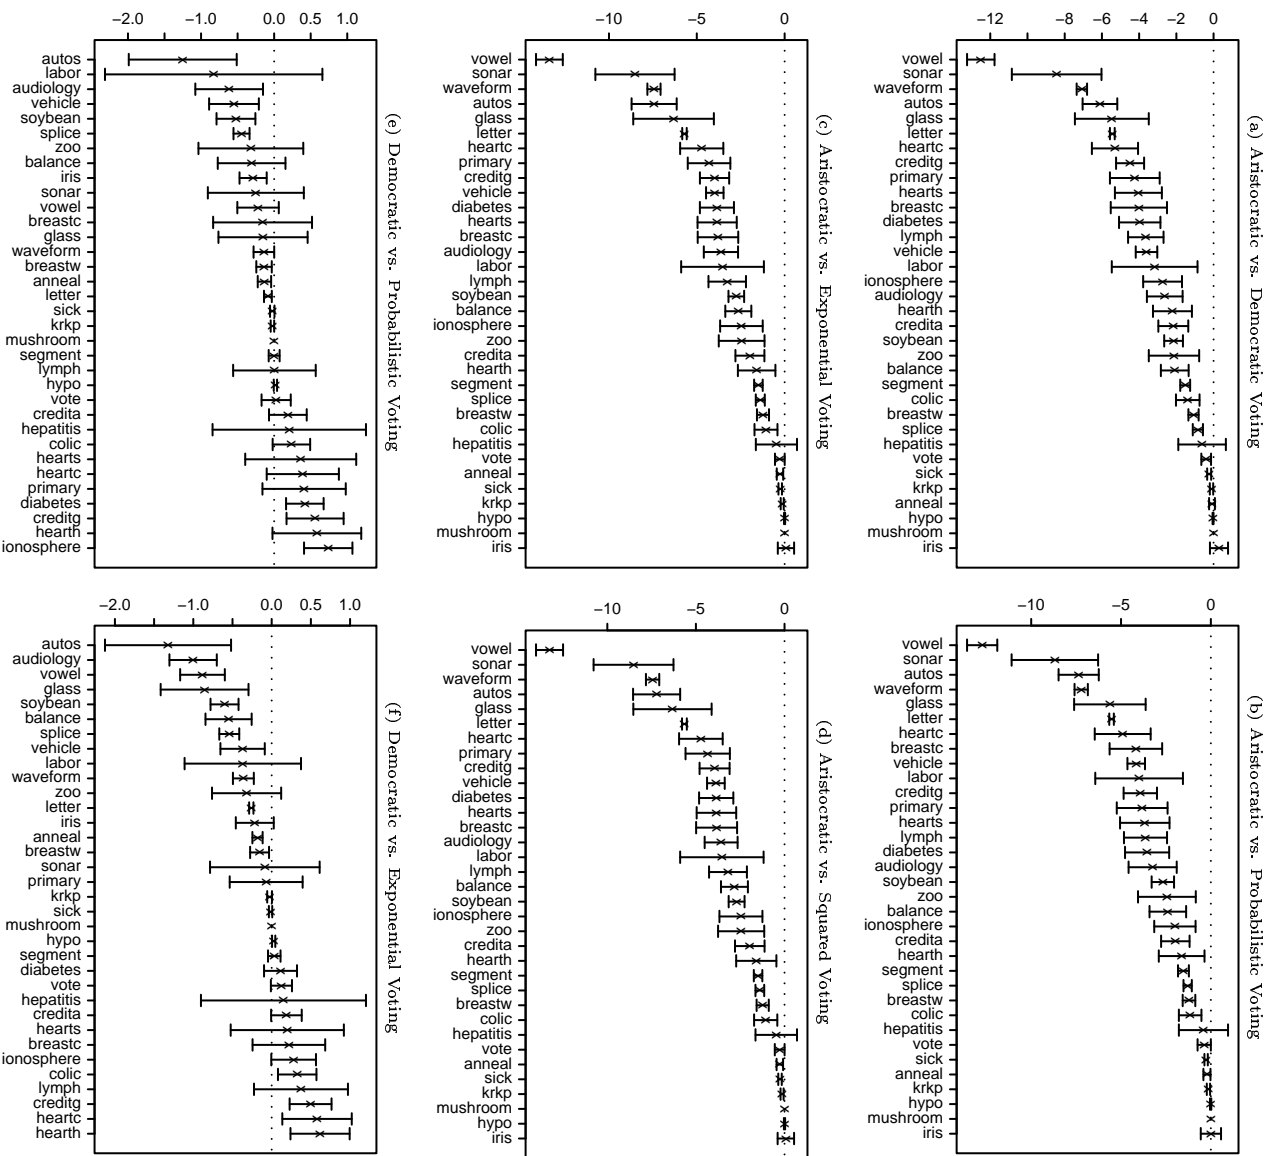 −2.0 −1.0 0.0 0.5 1.0
autos
labor
audiology
vehicle
soybean
splice
zoo
balance
iris
sonar
vowel
breastc
glass
waveform
breastw
anneal
letter
sick
krkp
mushroom
segment
lymph
hypo
vote
credita
hepatitis
colic
hearts
heartc
primary
diabetes
creditg
hearth
ionosphere
(e) Democratic vs. Probabilistic Voting
−10 −5 0
vowel
sonar
waveform
autos
glass
letter
heartc
primary
creditg
vehicle
diabetes
hearts
breastc
audiology
labor
lymph
soybean
balance
ionosphere
zoo
credita
hearth
segment
splice
breastw
colic
hepatitis
vote
anneal
sick
krkp
hypo
mushroom
iris
(c) Aristocratic vs. Exponential Voting
−12 −8 −6 −4 −2 0
vowel
sonar
waveform
autos
glass
letter
heartc
creditg
primary
hearts
breastc
diabetes
lymph
vehicle
labor
ionosphere
audiology
hearth
credita
soybean
zoo
balance
segment
colic
breastw
splice
hepatitis
vote
sick
krkp
anneal
hypo
mushroom
iris
(a) Aristocratic vs. Democratic Voting
−2.0 −1.0 0.0 0.5 1.0
autos
audiology
vowel
glass
soybean
balance
splice
vehicle
labor
waveform
zoo
letter
iris
anneal
breastw
sonar
primary
krkp
sick
mushroom
hypo
segment
diabetes
vote
hepatitis
credita
hearts
breastc
ionosphere
colic
lymph
creditg
heartc
hearth
(f) Democratic vs. Exponential Voting
−10 −5 0
vowel
sonar
waveform
autos
glass
letter
heartc
primary
creditg
vehicle
diabetes
hearts
breastc
audiology
labor
lymph
balance
soybean
ionosphere
zoo
credita
hearth
segment
splice
breastw
colic
hepatitis
vote
anneal
sick
krkp
mushroom
hypo
iris
(d) Aristocratic vs. Squared Voting
−10 −5 0
vowel
sonar
autos
waveform
glass
letter
heartc
breastc
vehicle
labor
creditg
primary
hearts
lymph
diabetes
audiology
soybean
zoo
balance
ionosphere
credita
hearth
segment
splice
breastw
colic
hepatitis
vote
sick
anneal
krkp
hypo
mushroom
iris
(b) Aristocratic vs. Probabilistic Voting